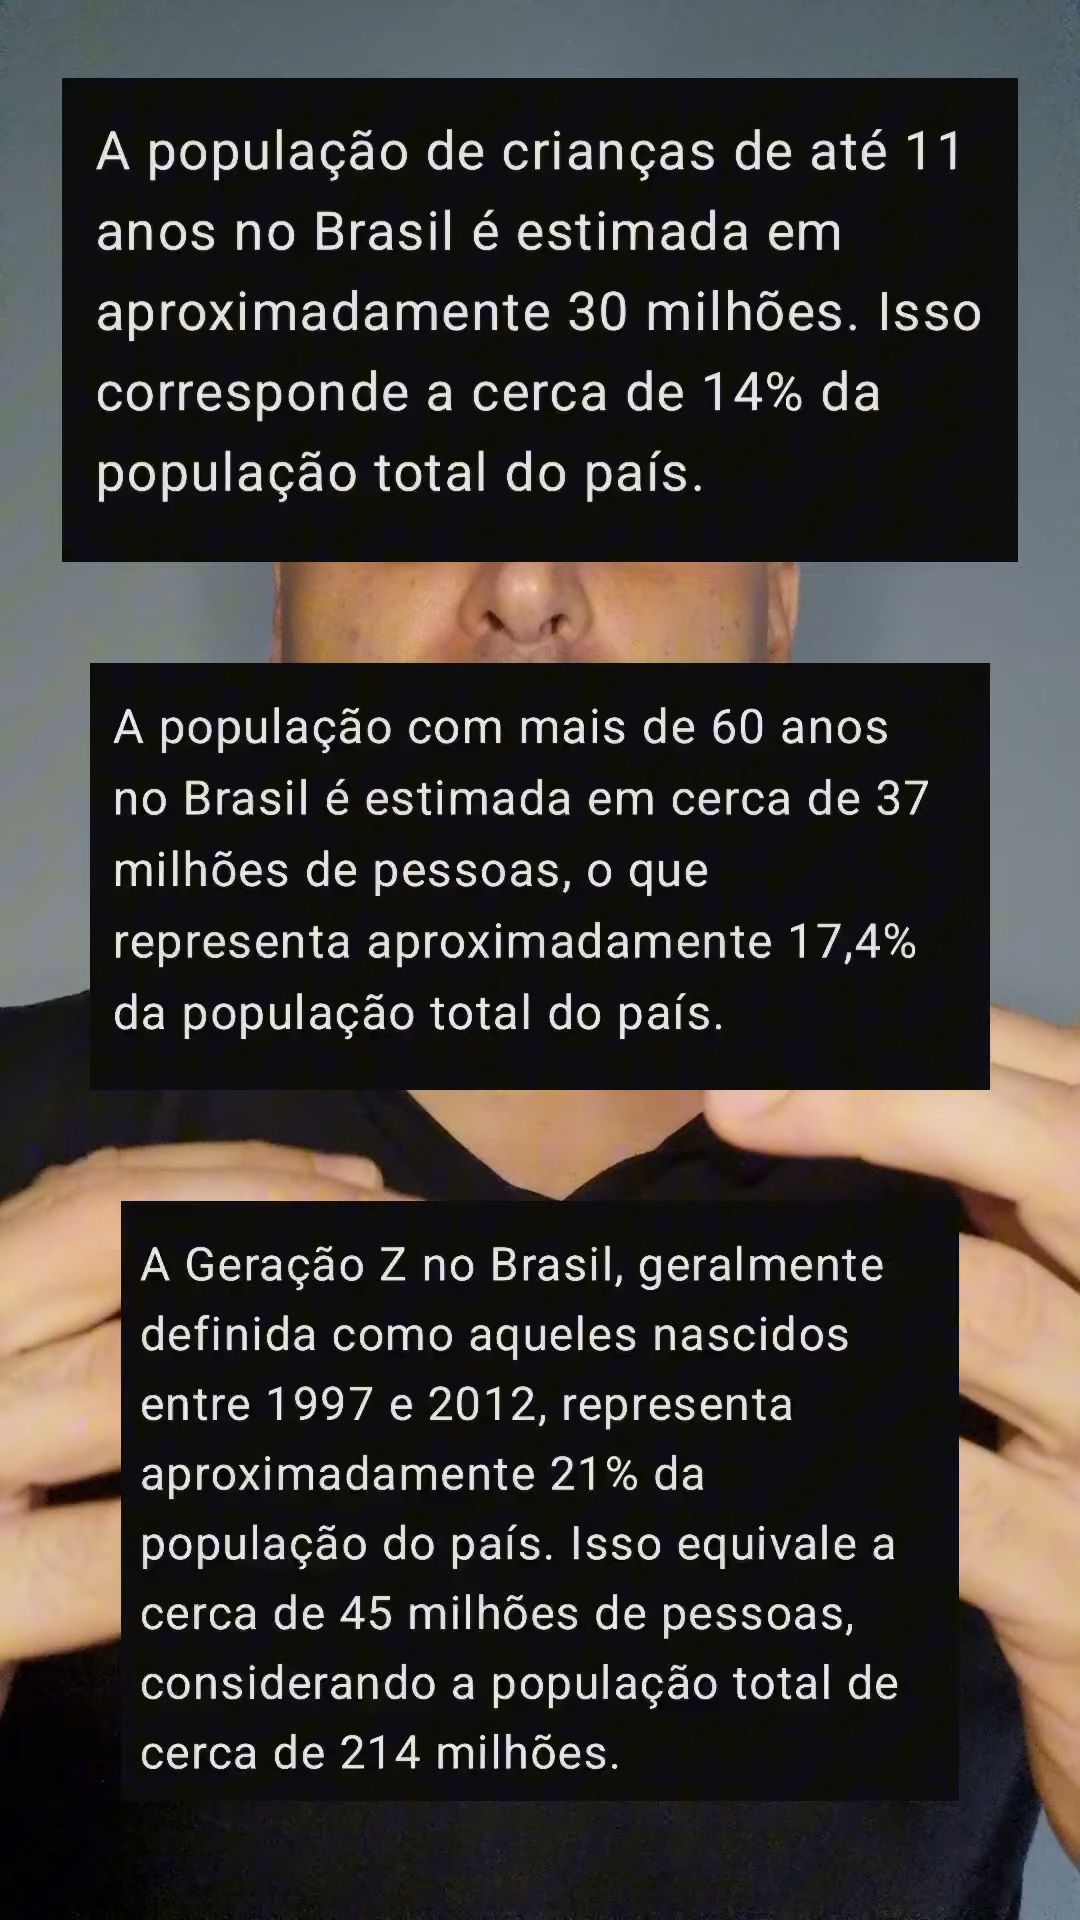 A população de crianças de até 11
anos no Brasil é estimada em
aproximadamente 30 milhões. Isso
corresponde a cerca de 14% da
população total do país.
A população com mais de 60 anos
no Brasil é estimada em cerca de 37
milhões de pessoas, o que
representa aproximadamente 17,4%
da população total do país.
A Geração Z no Brasil, geralmente
definida como aqueles nascidos
entre 1997 e 2012, representa
aproximadamente 21% da
população do país. Isso equivale a
cerca de 45 milhões de pessoas,
considerando a população total de
cerca de 214 milhões.